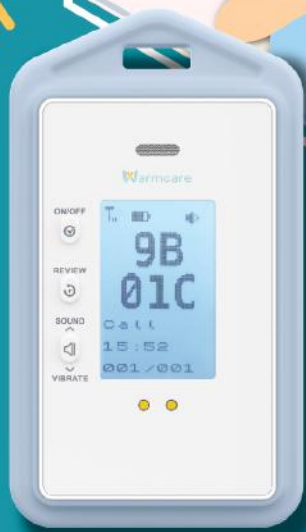 Warmcare
ON/OFF
REVIEW
SOUND
VIBRATE
9B
01C
Call
15:52
001/001